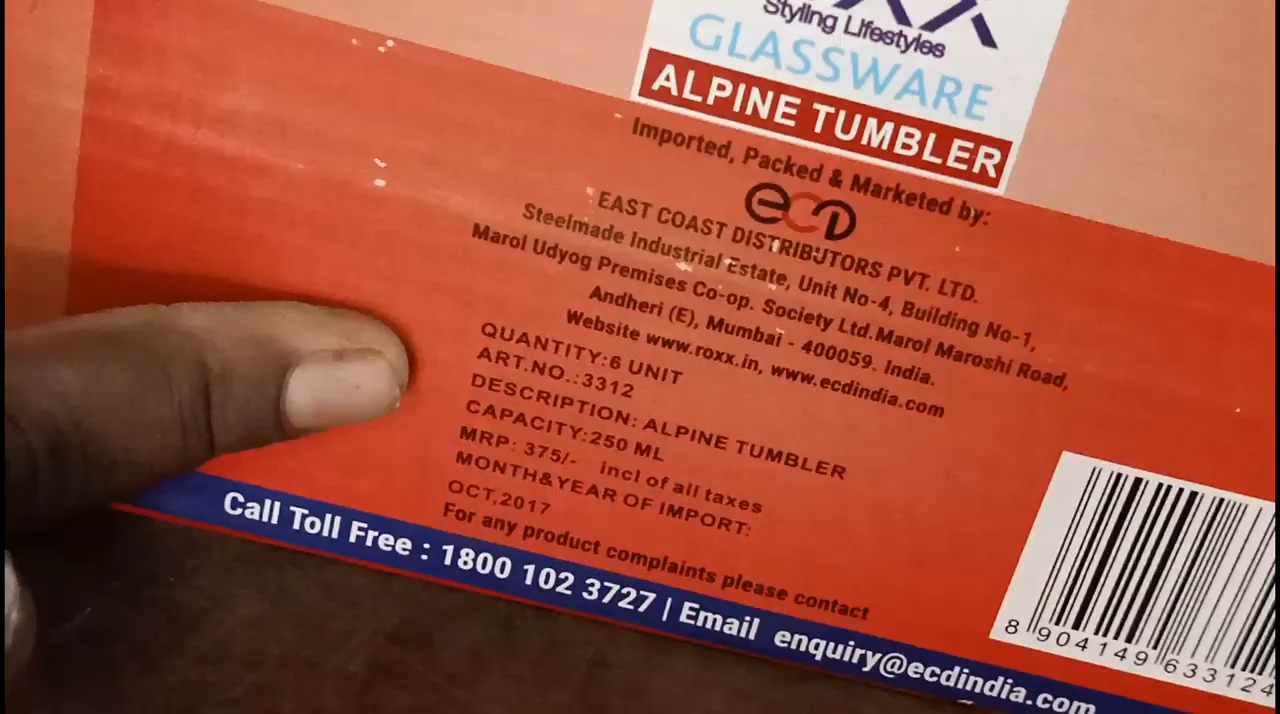 Styling Lifestyles
GLASSWARE
ALPINE TUMBLER
Imported, Packed & Marketed by:
ecd
EAST COAST DISTRIBUTORS PVT. LTD.
Steelmade Industrial Estate, Unit No-4, Building No-1,
Marol Udyog Premises Co-op. Society Ltd.Marol Maroshi Road,
Andheri (E), Mumbai - 400059. India.
Website www.roxx.in, www.ecdindia.com
QUANTITY:6 UNIT
ART.NO.:3312
DESCRIPTION: ALPINE TUMBLER
CAPACITY:250 ML
MRP: 375/- incl of all taxes
MONTH&YEAR OF IMPORT:
OCT,2017
For any product complaints please contact
Call Toll Free : 1800 102 3727 | Email enquiry@ecdindia.com
8 904149 633124